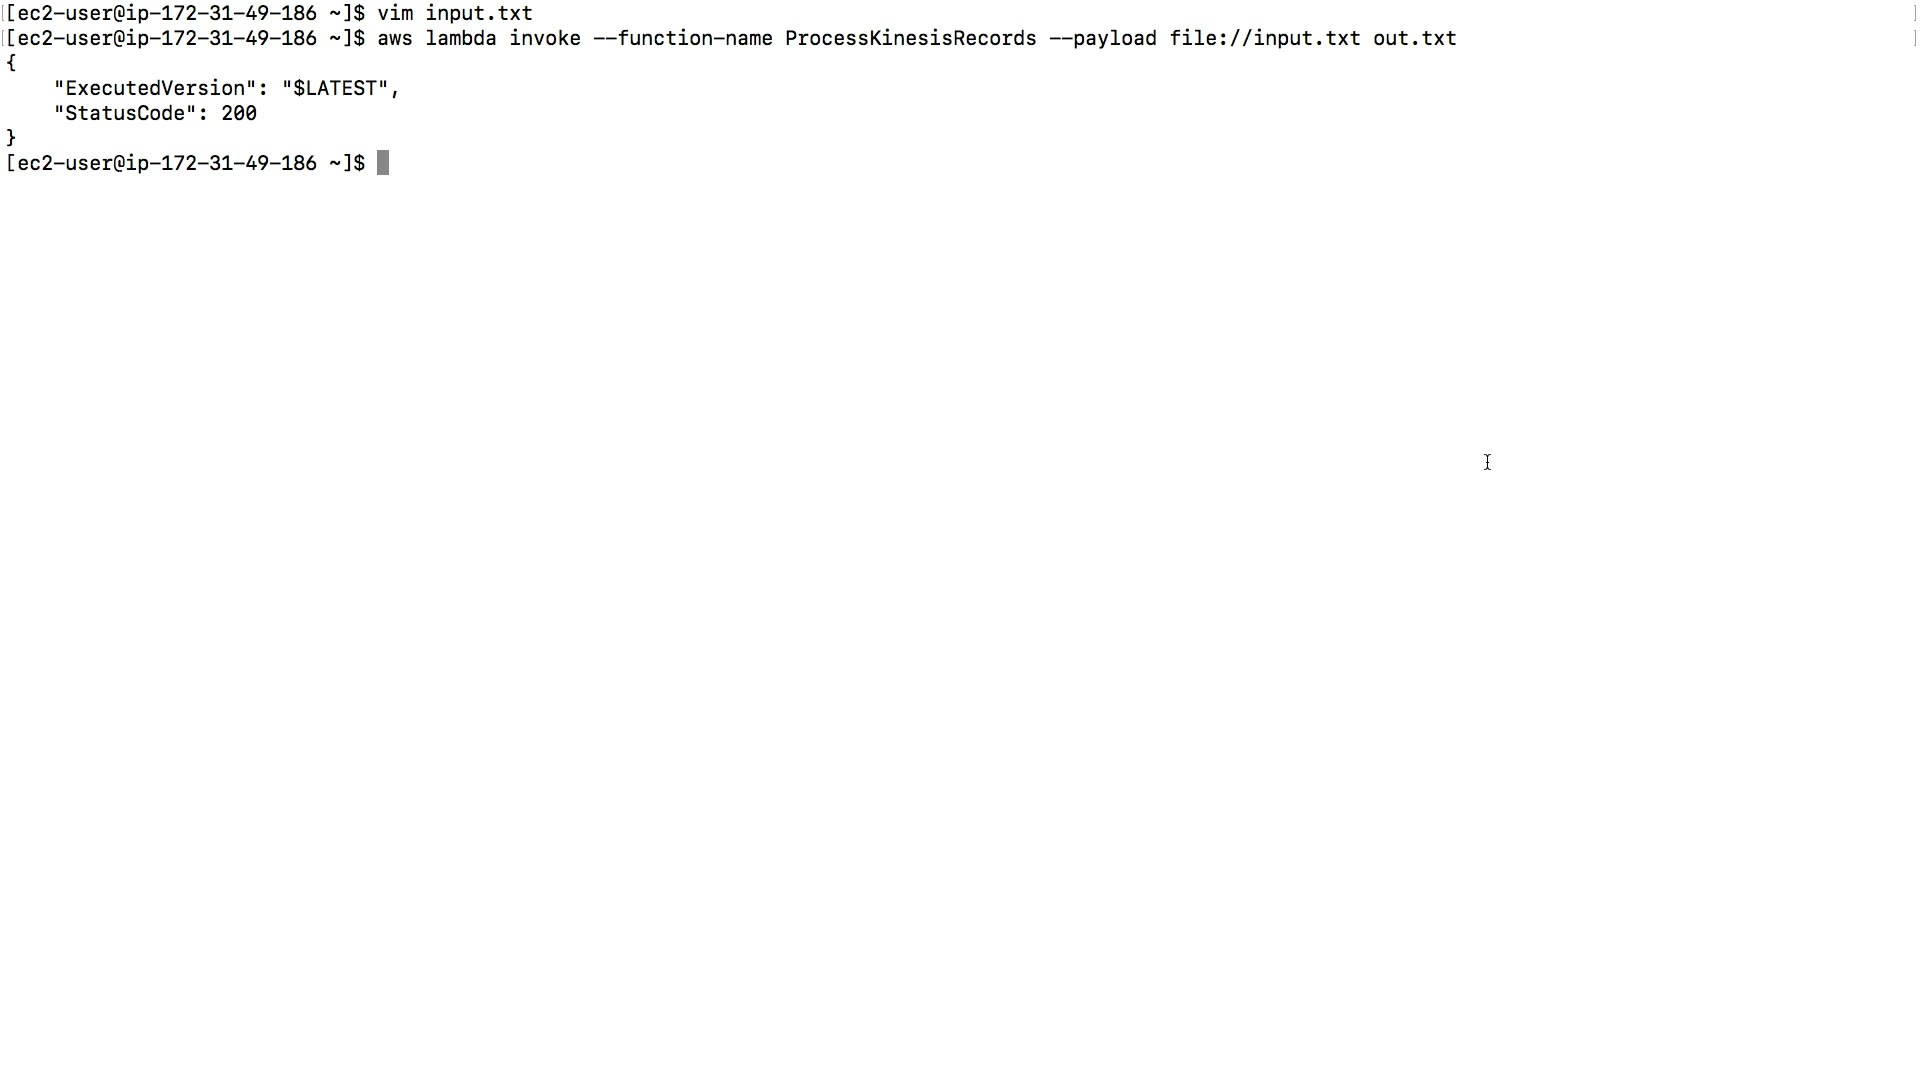 [ec2-user@ip-172-31-49-186 ~]$ vim input.txt
[ec2-user@ip-172-31-49-186 ~]$ aws lambda invoke --function-name ProcessKinesisRecords --payload file://input.txt out.txt
{
    "ExecutedVersion": "$LATEST",
    "StatusCode": 200
}
[ec2-user@ip-172-31-49-186 ~]$